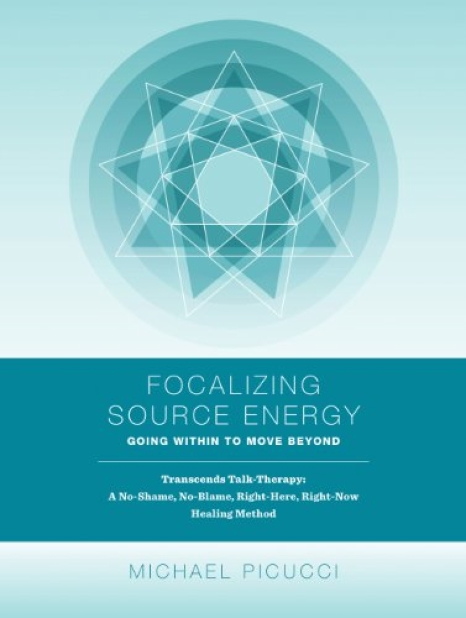 FOCALIZING
SOURCE ENERGY
GOING WITHIN TO MOVE BEYOND
Transcends Talk-Therapy:
A No-Shame, No-Blame, Right-Here, Right-Now
Healing Method
MICHAEL PICUCCI